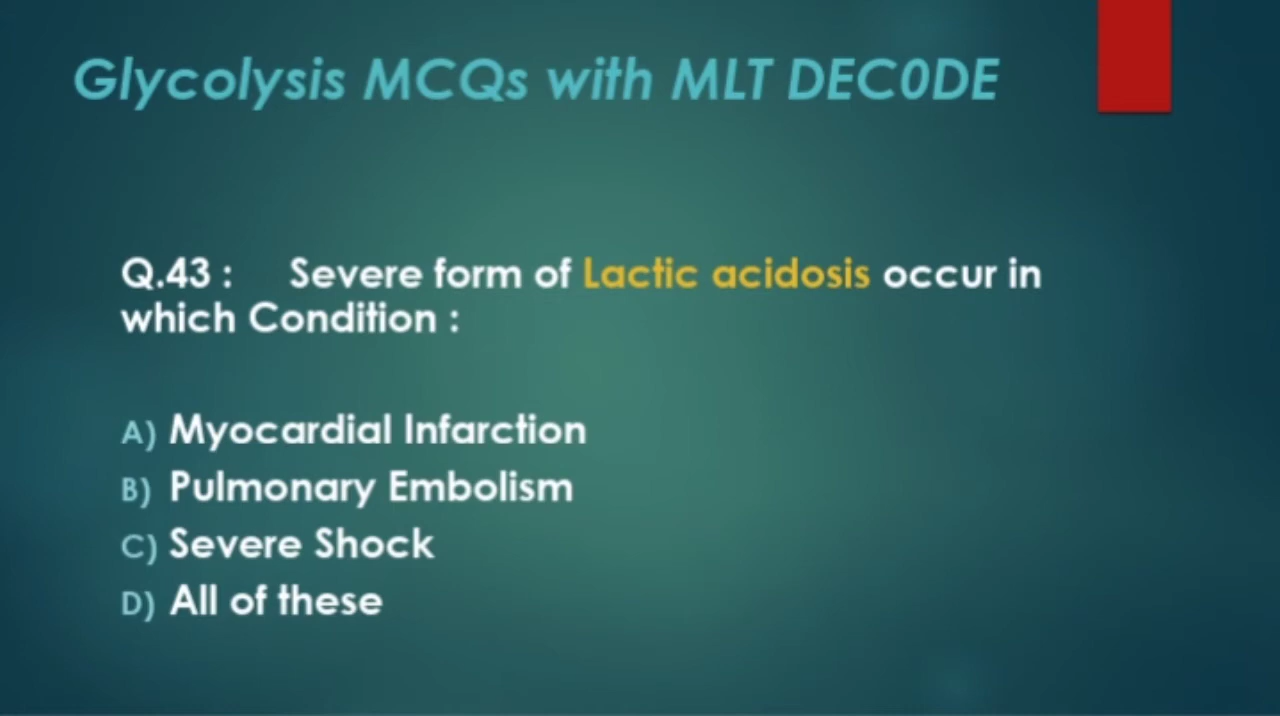 Glycolysis MCQs with MLT DEC0DE
Q.43 : Severe form of Lactic acidosis occur in
which Condition :
A) Myocardial Infarction
B) Pulmonary Embolism
C) Severe Shock
D) All of these